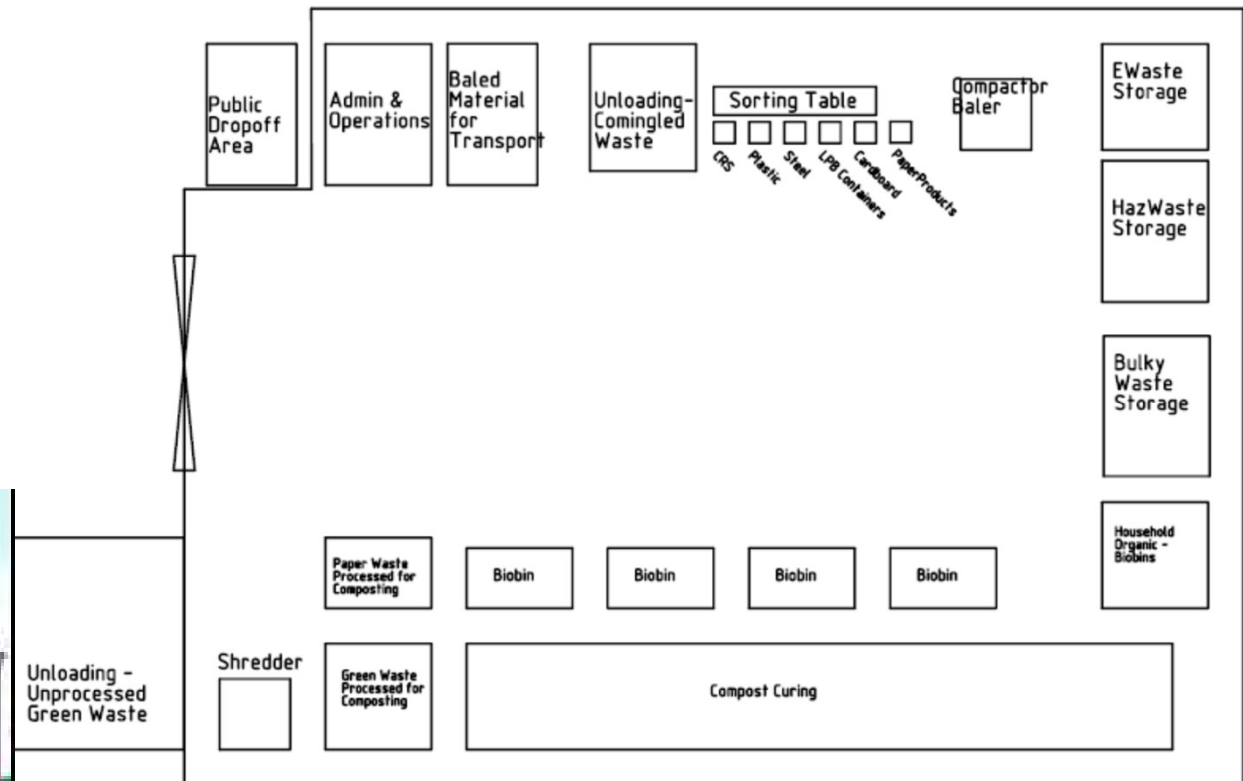 Public
Dropoff
Area
Admin &
Operations
Baled
Material
for
Transport
Unloading-
Comingled
Waste
Sorting Table
CRS
Plastic
Steel
LPB Containers
Cardboard
PaperProducts
Compactor
Baler
EWaste
Storage
HazWaste
Storage
Bulky
Waste
Storage
Household
Organic -
Biobins
Paper Waste
Processed for
Composting
Biobin
Biobin
Biobin
Biobin
Unloading -
Unprocessed
Green Waste
Shredder
Green Waste
Processed for
Composting
Compost Curing